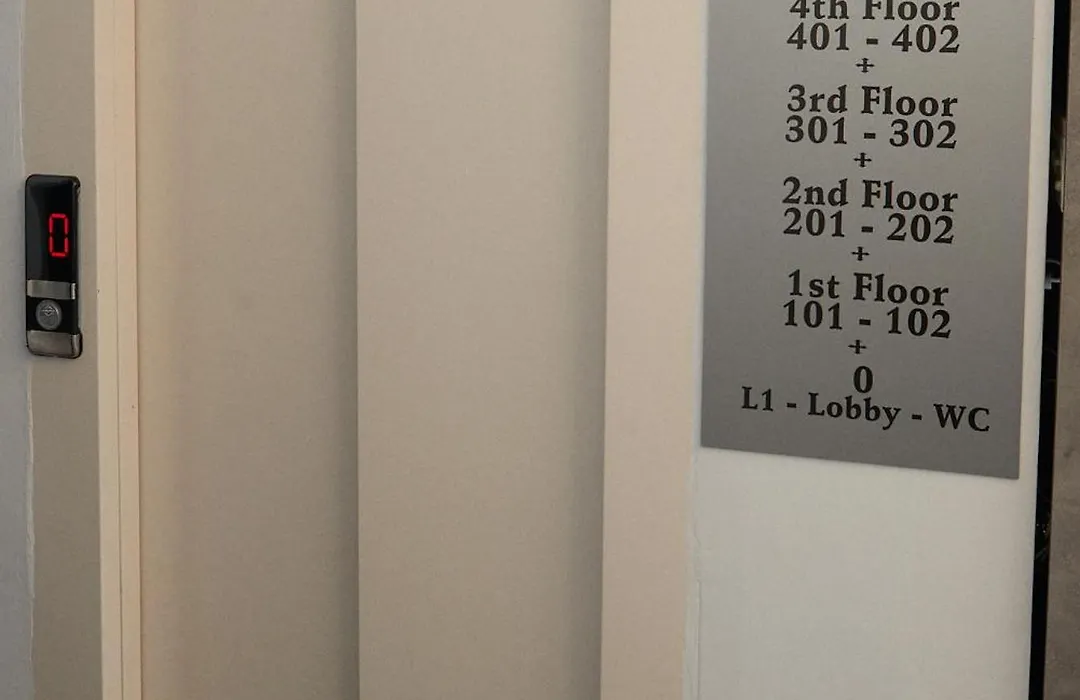 4th Floor
401 - 402
+
3rd Floor
301 - 302
+
2nd Floor
201 - 202
+
1st Floor
101 - 102
+
0
L1 - Lobby - WC
0